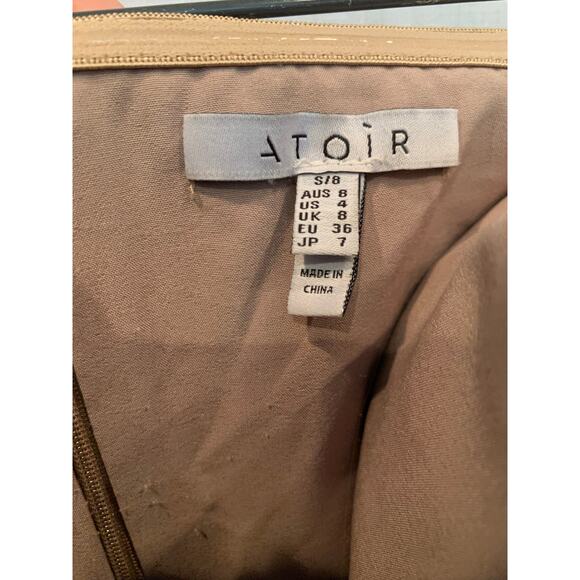 ATOÌR
S/8
AUS 8
US 4
UK 8
EU 36
JP 7
MADE IN
CHINA